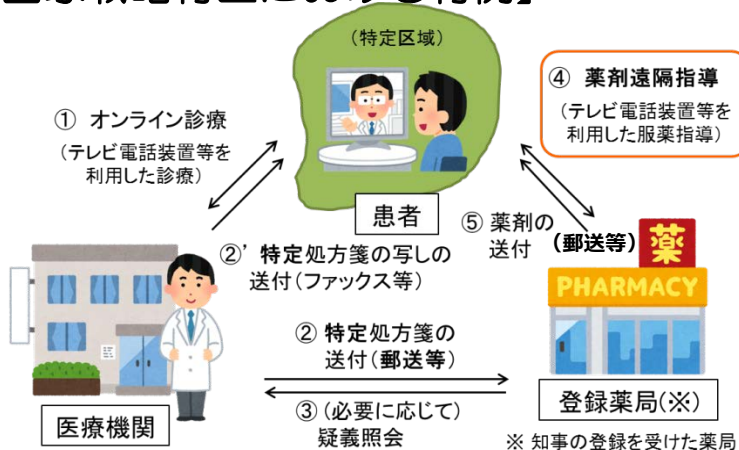 (特定区域)
① オンライン診療
(テレビ電話装置等を
利用した診療)
④ 薬剤遠隔指導
(テレビ電話装置等を
利用した服薬指導)
患者
⑤ 薬剤の
送付
(郵送等)
薬
PHARMACY
②’ 特定処方箋の写しの
送付(ファックス等)
② 特定処方箋の
送付(郵送等)
③ (必要に応じて)
疑義照会
医療機関
登録薬局(※)
※ 知事の登録を受けた薬局